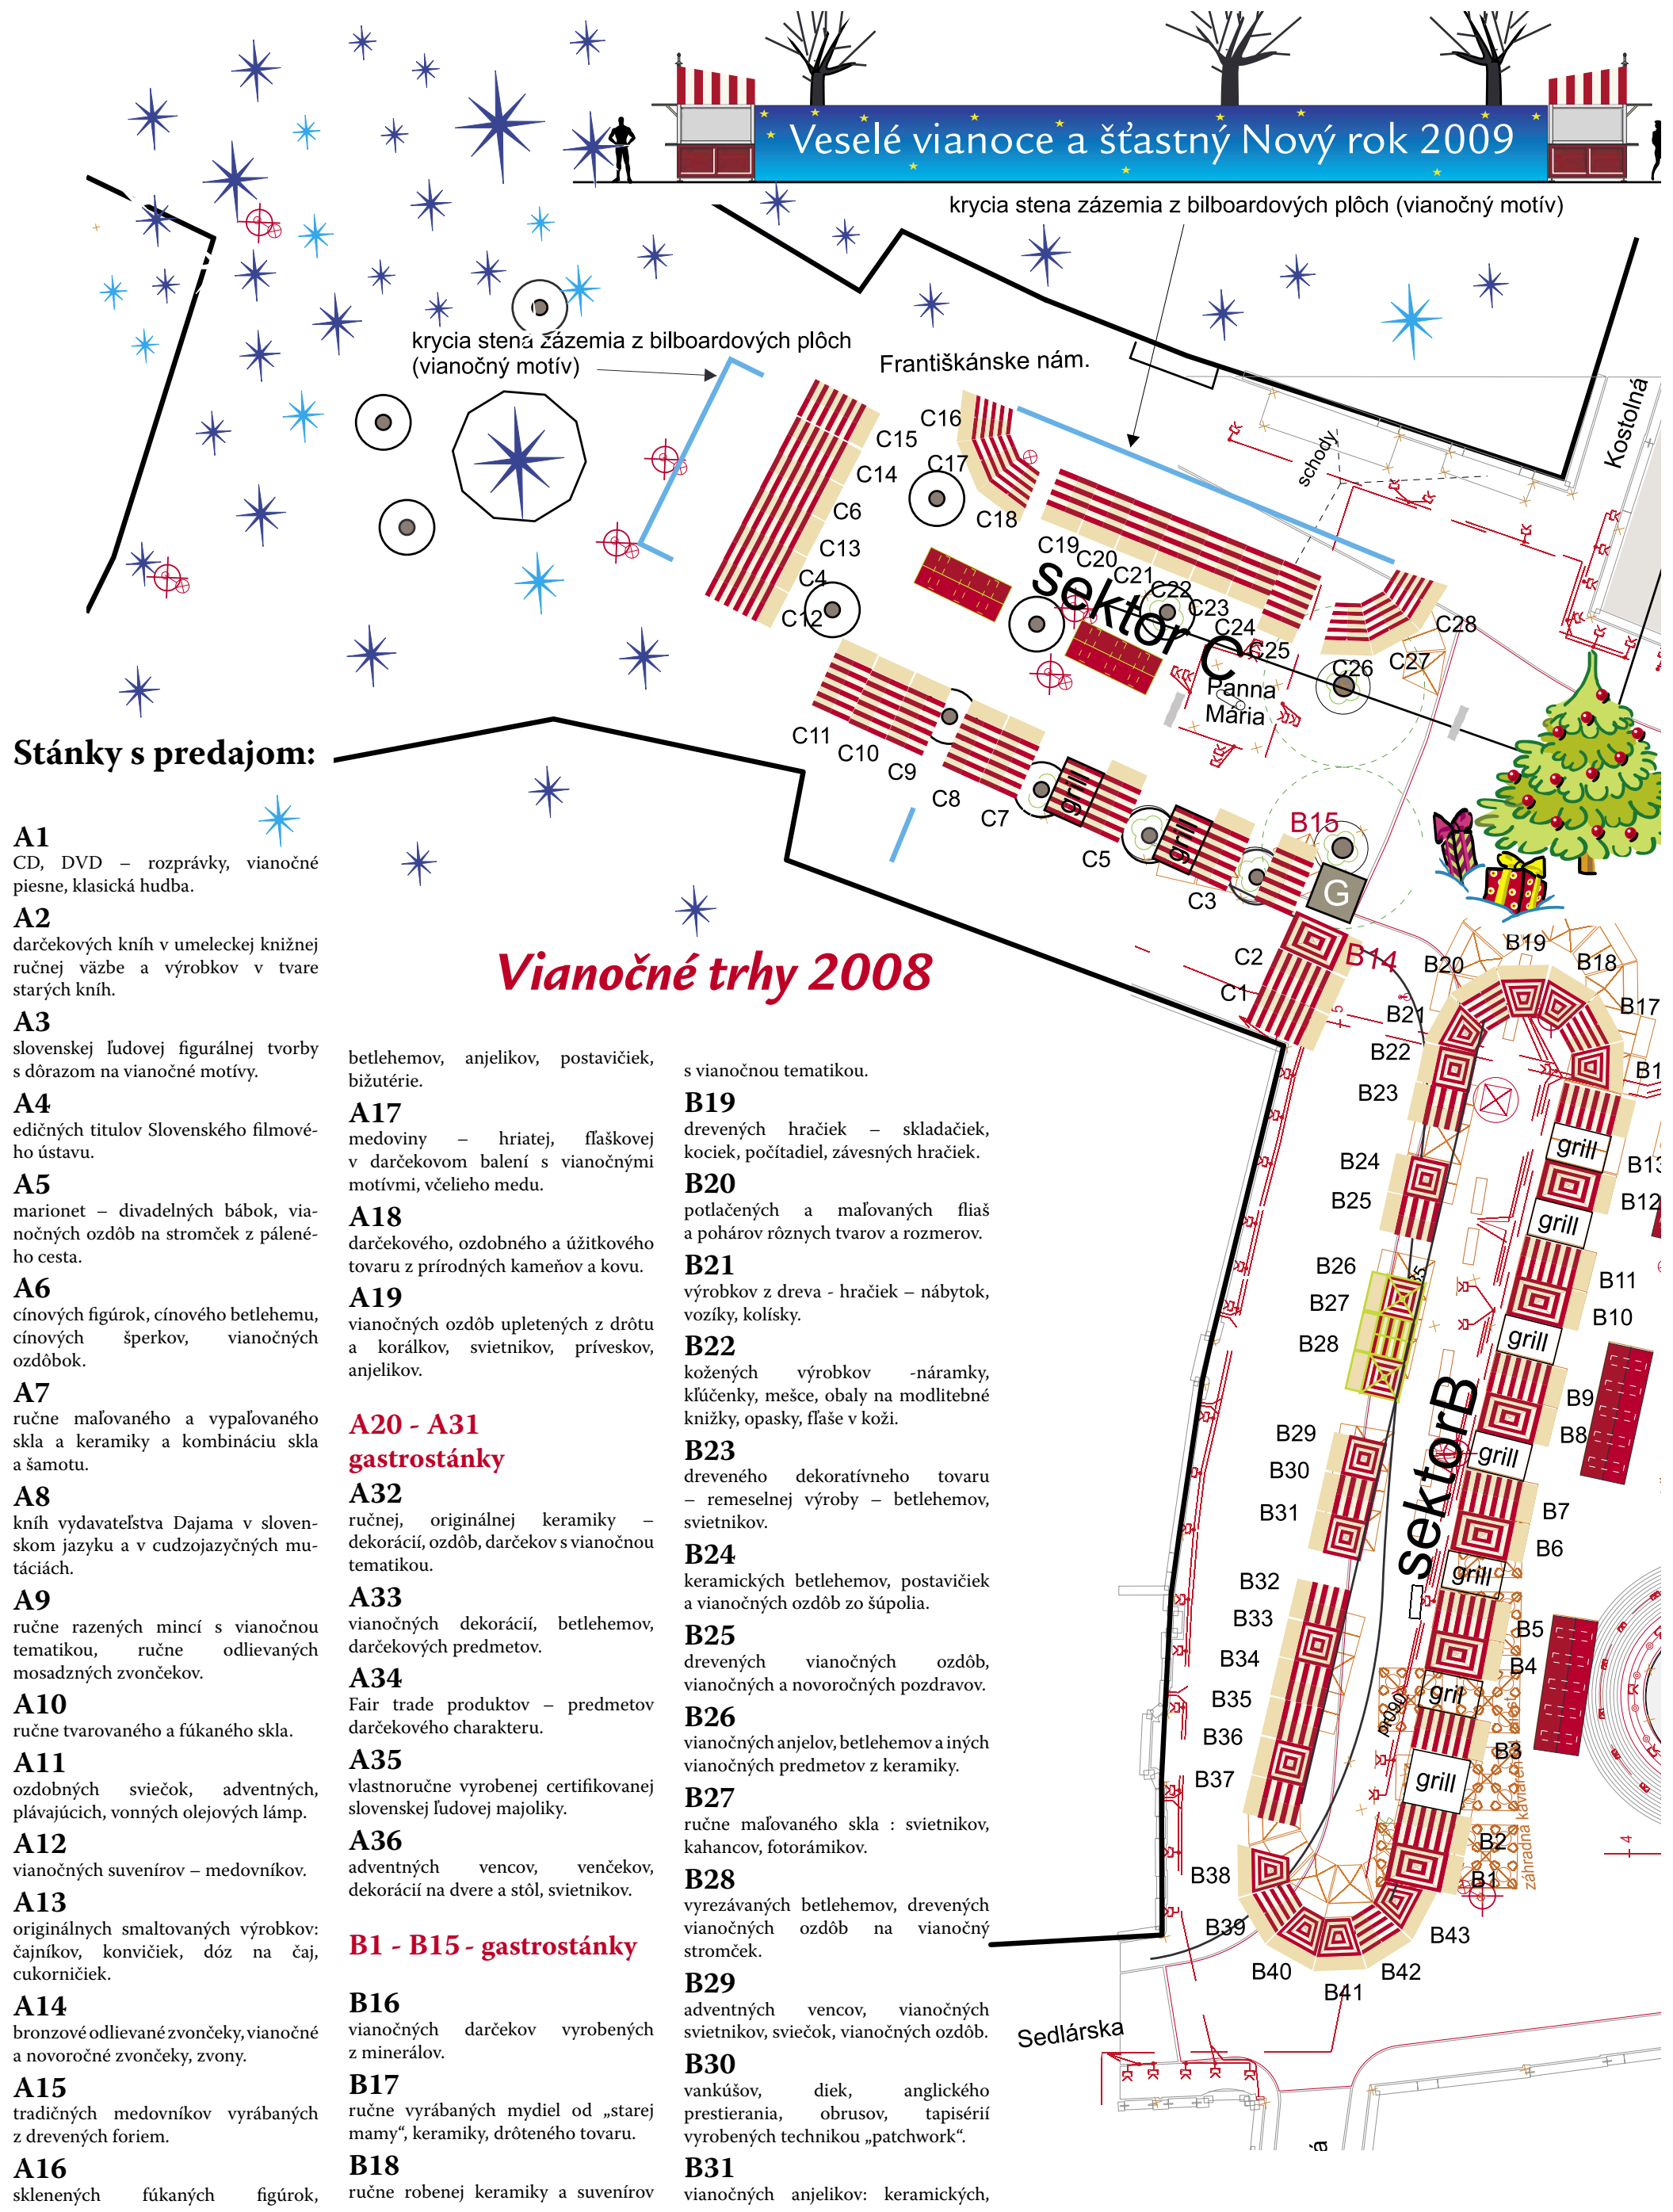 Veselé vianoce a šťastný Nový rok 2009
krycia stena zázemia z bilboardových plôch (vianočný motív)
krycia stena zázemia z bilboardových plôch
(vianočný motív)
Františkánske nám.
Kostolná
schody
C16
C15
C17
C14
C18
C6
C13
C4
C12
C19
C20
C21
C22
C23
C24
C25
C26
C27
C28
sektor C
Panna
Mária
C11
C10
C9
C8
C7
grill
C5
grill
C3
B15
G
C2
B14
C1
5
B19
B20
B18
B17
B21
B22
B23
grill
B24
B12
B25
grill
B26
B27
B28
B11
B10
grill
B9
B8
grill
sektorB
B29
B30
B31
B7
B6
grill
B32
B33
B34
B35
B36
B37
B5
B4
grill
B3
grill
B2
B1
4
B38
B39
B40
B41
B42
B43
Sedlárska
Vianočné trhy 2008
Stánky s predajom:
A1
CD, DVD – rozprávky, vianočné
piesne, klasická hudba.
A2
darčekových kníh v umeleckej knižnej
ručnej väzbe a výrobkov v tvare
starých kníh.
A3
slovenskej ľudovej figurálnej tvorby
s dôrazom na vianočné motívy.
A4
edičných titulov Slovenského filmové-
ho ústavu.
A5
marionet – divadelných bábok, via-
nočných ozdôb na stromček z pálené-
ho cesta.
A6
cínových figúrok, cínového betlehemu,
cínových šperkov, vianočných
ozdôbok.
A7
ručne maľovaného a vypaľovaného
skla a keramiky a kombináciu skla
a šamotu.
A8
kníh vydavateľstva Dajama v sloven-
skom jazyku a v cudzojazyčných mu-
táciách.
A9
ručne razených mincí s vianočnou
tematikou, ručne odlievaných
mosadzných zvončekov.
A10
ručne tvarovaného a fúkaného skla.
A11
ozdobných sviečok, adventných,
plávajúcich, vonných olejových lámp.
A12
vianočných suvenírov – medovníkov.
A13
originálnych smaltovaných výrobkov:
čajníkov, konvičiek, dóz na čaj,
cukorničiek.
A14
bronzové odlievané zvončeky, vianočné
a novoročné zvončeky, zvony.
A15
tradičných medovníkov vyrábaných
z drevených foriem.
A16
sklenených fúkaných figúrok,
betlehemov, anjelikov, postavičiek,
bižutérie.
A17
medoviny – hriatej, fľaškovej
v darčekovom balení s vianočnými
motívmi, včelieho medu.
A18
darčekového, ozdobného a úžitkového
tovaru z prírodných kameňov a kovu.
A19
vianočných ozdôb upletených z drôtu
a korálkov, svietnikov, príveskov,
anjelikov.
A20 - A31
gastrostánky
A32
ručnej, originálnej keramiky –
dekorácií, ozdôb, darčekov s vianočnou
tematikou.
A33
vianočných dekorácií, betlehemov,
darčekových predmetov.
A34
Fair trade produktov – predmetov
darčekového charakteru.
A35
vlastnoručne vyrobenej certifikovanej
slovenskej ľudovej majoliky.
A36
adventných vencov, venčekov,
dekorácií na dvere a stôl, svietnikov.
B1 - B15 - gastrostánky
B16
vianočných darčekov vyrobených
z minerálov.
B17
ručne vyrábaných mydiel od „starej
mamy“, keramiky, drôteného tovaru.
B18
ručne robenej keramiky a suvenírov
s vianočnou tematikou.
B19
drevených hračiek – skladačiek,
kociek, počítadiel, závesných hračiek.
B20
potlačených a maľovaných fliaš
a pohárov rôznych tvarov a rozmerov.
B21
výrobkov z dreva - hračiek – nábytok,
vozíky, kolísky.
B22
kožených výrobkov -náramky,
kľúčenky, mešce, obaly na modlitebné
knižky, opasky, fľaše v koži.
B23
dreveného dekoratívneho tovaru
– remeselnej výroby – betlehemov,
svietnikov.
B24
keramických betlehemov, postavičiek
a vianočných ozdôb zo šúpolia.
B25
drevených vianočných ozdôb,
vianočných a novoročných pozdravov.
B26
vianočných anjelov, betlehemov a iných
vianočných predmetov z keramiky.
B27
ručne maľovaného skla : svietnikov,
kahancov, fotorámikov.
B28
vyrezávaných betlehemov, drevených
vianočných ozdôb na vianočný
stromček.
B29
adventných vencov, vianočných
svietnikov, sviečok, vianočných ozdôb.
B30
vankúšov, diek, anglického
prestierania, obrusov, tapisérií
vyrobených technikou „patchwork“.
B31
vianočných anjelikov: keramických,